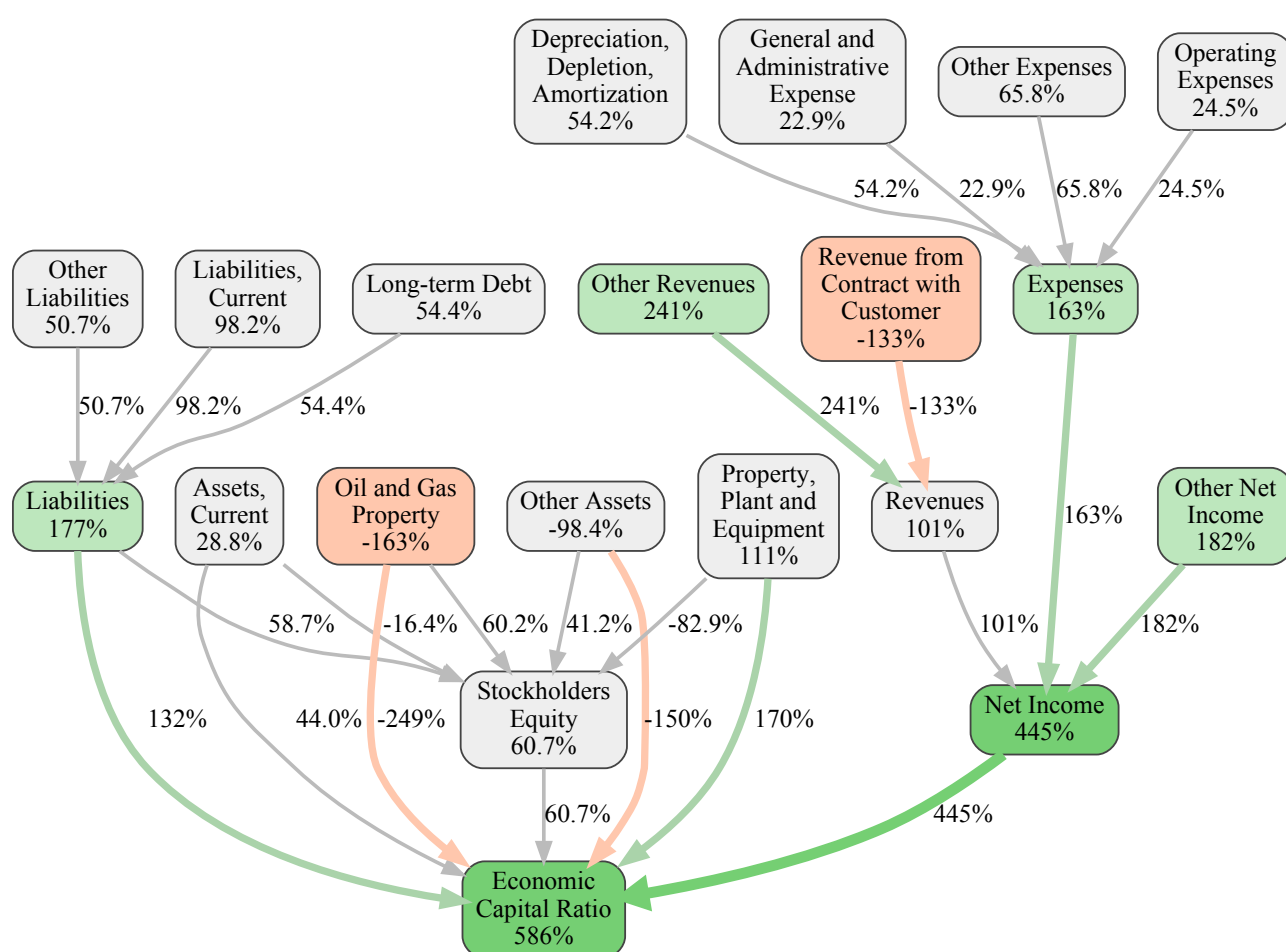 Depreciation,
Depletion,
Amortization
54.2%
General and
Administrative
Expense
22.9%
Other Expenses
65.8%
Operating
Expenses
24.5%
54.2%
22.9%
65.8%
24.5%
Other
Liabilities
50.7%
Liabilities,
Current
98.2%
Long-term Debt
54.4%
Other Revenues
241%
Revenue from
Contract with
Customer
-133%
Expenses
163%
50.7%
98.2%
54.4%
241%
-133%
Liabilities
177%
Assets,
Current
28.8%
Oil and Gas
Property
-163%
Other Assets
-98.4%
Property,
Plant and
Equipment
111%
Revenues
101%
163%
Other Net
Income
182%
58.7%
-16.4%
60.2%
41.2%
-82.9%
101%
182%
Stockholders
Equity
60.7%
Net Income
445%
132%
44.0%
-249%
-150%
170%
60.7%
445%
Economic
Capital Ratio
586%